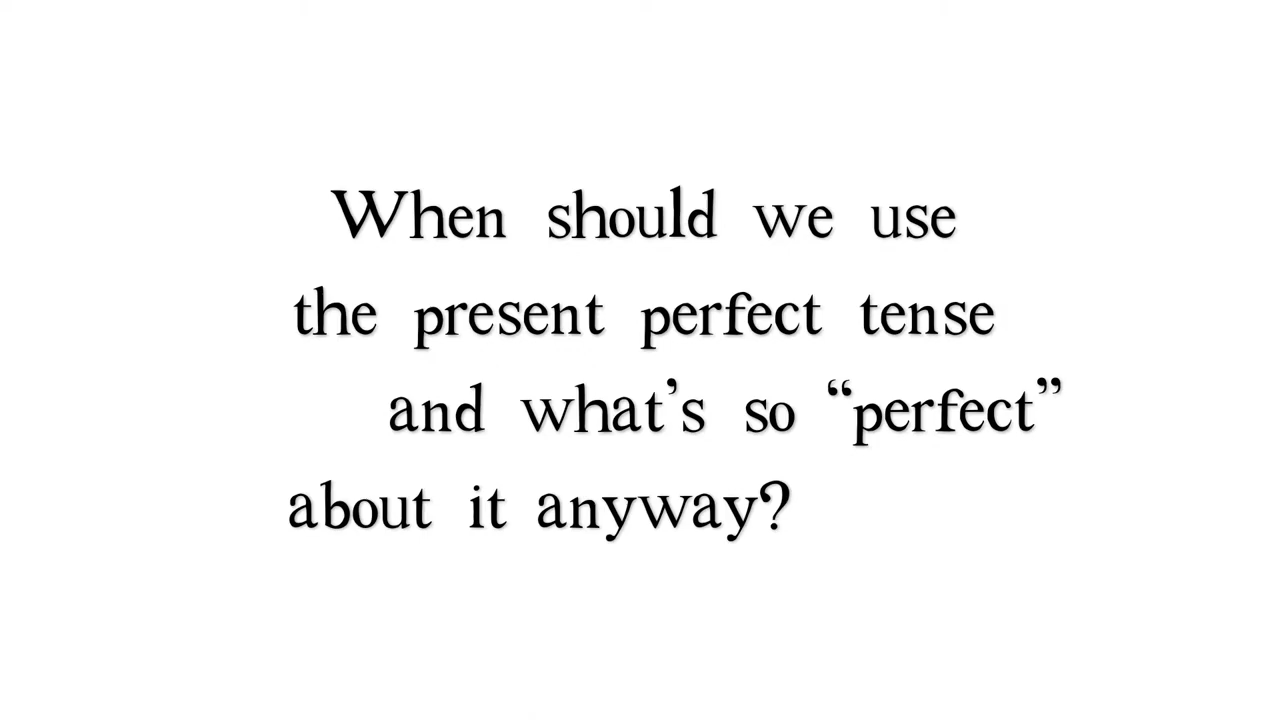 When should we use
the present perfect tense
and what’s so “perfect”
about it anyway?